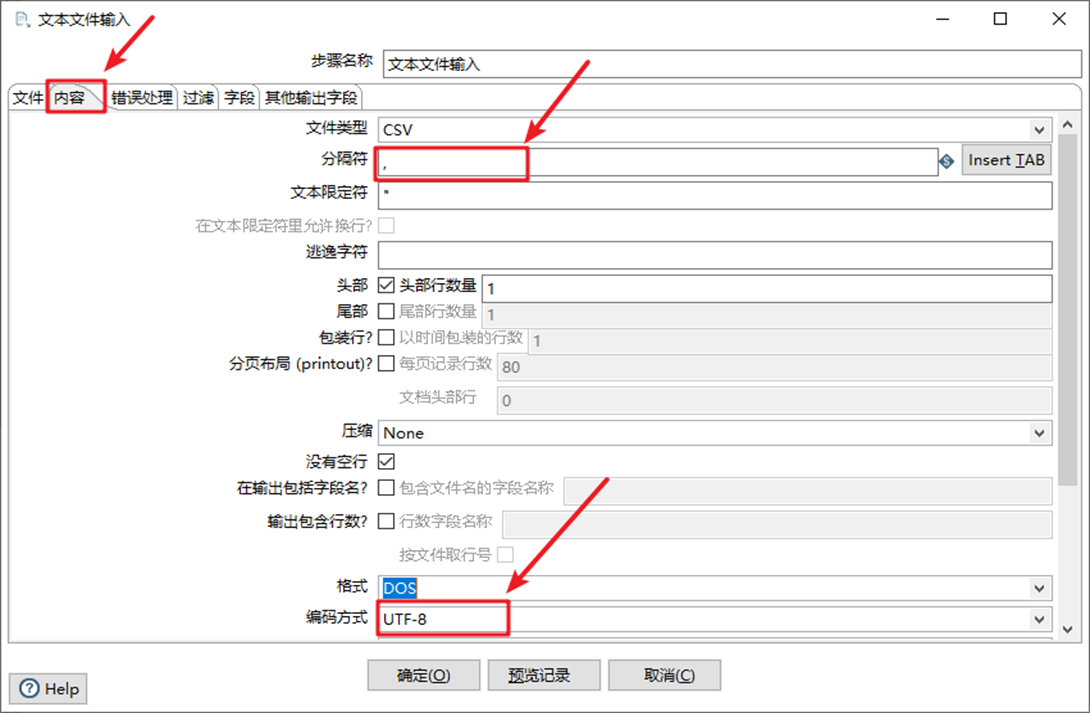 文本文件输入
步骤名称 文本文件输入
文件 内容 错误处理 过滤 字段 其他输出字段
文件类型 CSV
分隔符 , Insert TAB
文本限定符 "
在文本限定符里允许换行?
逃逸字符
头部 头部行数量 1
尾部 尾部行数量 1
包装行? 以时间包装的行数 1
分页布局 (printout)? 每页记录行数 80
文档头部行 0
压缩 None
没有空行
在输出包括字段名? 包含文件名的字段名称
输出包含行数? 行数字段名称
按文件取行号
格式 DOS
编码方式 UTF-8
确定(O) 预览记录 取消(C)
Help